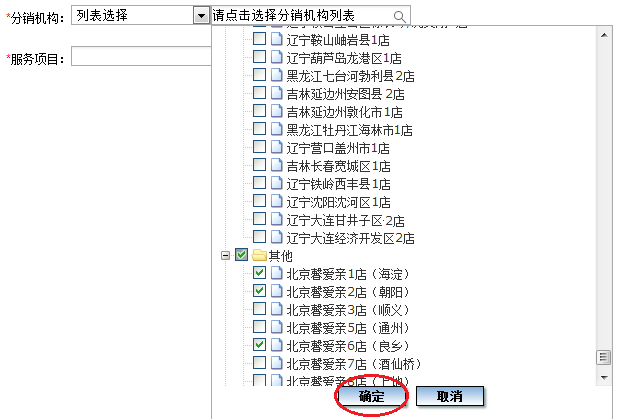 *分销机构： 列表选择 请点击选择分销机构列表
*服务项目：
辽宁鞍山岫岩县1店
辽宁葫芦岛龙港区1店
黑龙江七台河勃利县2店
吉林延边州安图县 2店
吉林延边州敦化市1店
黑龙江牡丹江海林市1店
辽宁营口盖州市1店
吉林长春宽城区1店
辽宁铁岭西丰县1店
辽宁沈阳沈河区1店
辽宁大连甘井子区·2店
辽宁大连经济开发区2店
其他
北京馨爱亲1店（海淀）
北京馨爱亲2店（朝阳）
北京馨爱亲3店（顺义）
北京馨爱亲5店（通州）
北京馨爱亲6店（良乡）
北京馨爱亲7店（酒仙桥）
北京馨爱亲8店（上地）
确定 取消